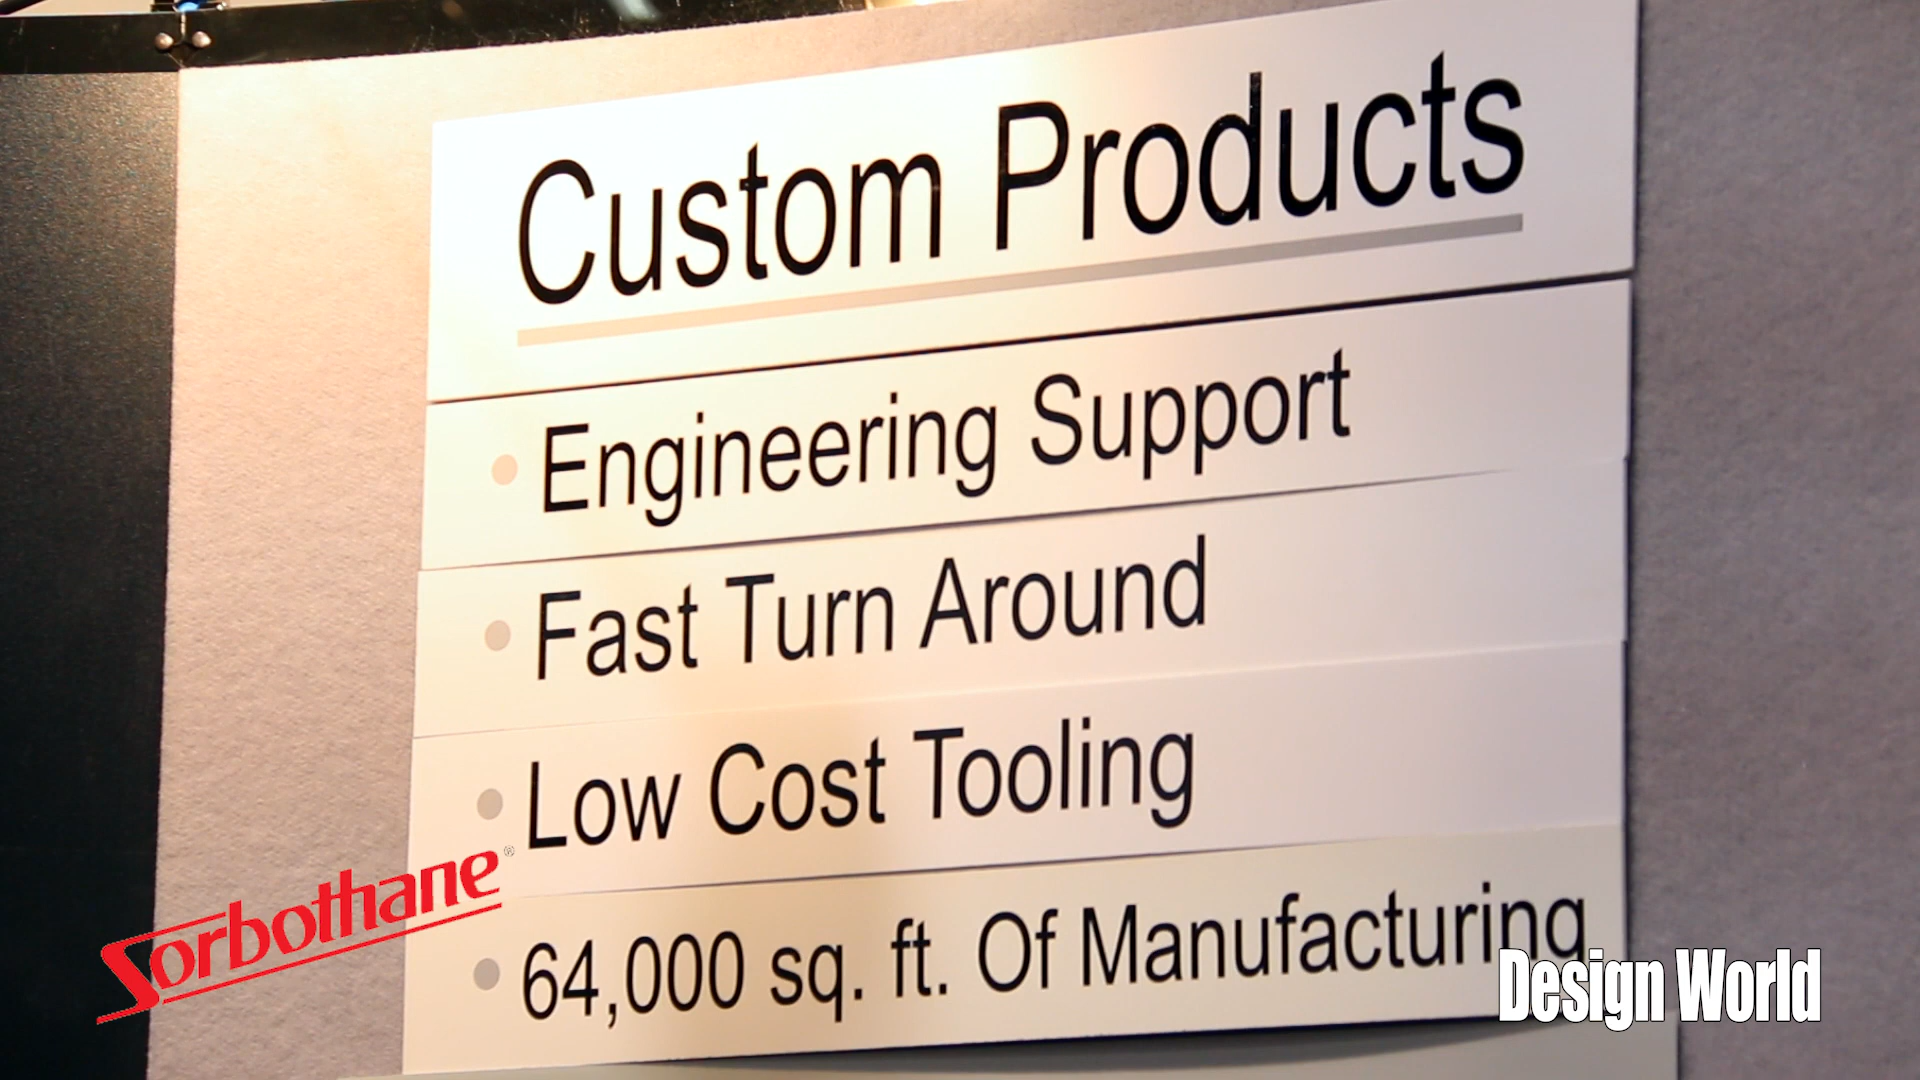 Custom Products
• Engineering Support
• Fast Turn Around
• Low Cost Tooling
• 64,000 sq. ft. Of Manufacturing
Sorbothane®
Design World